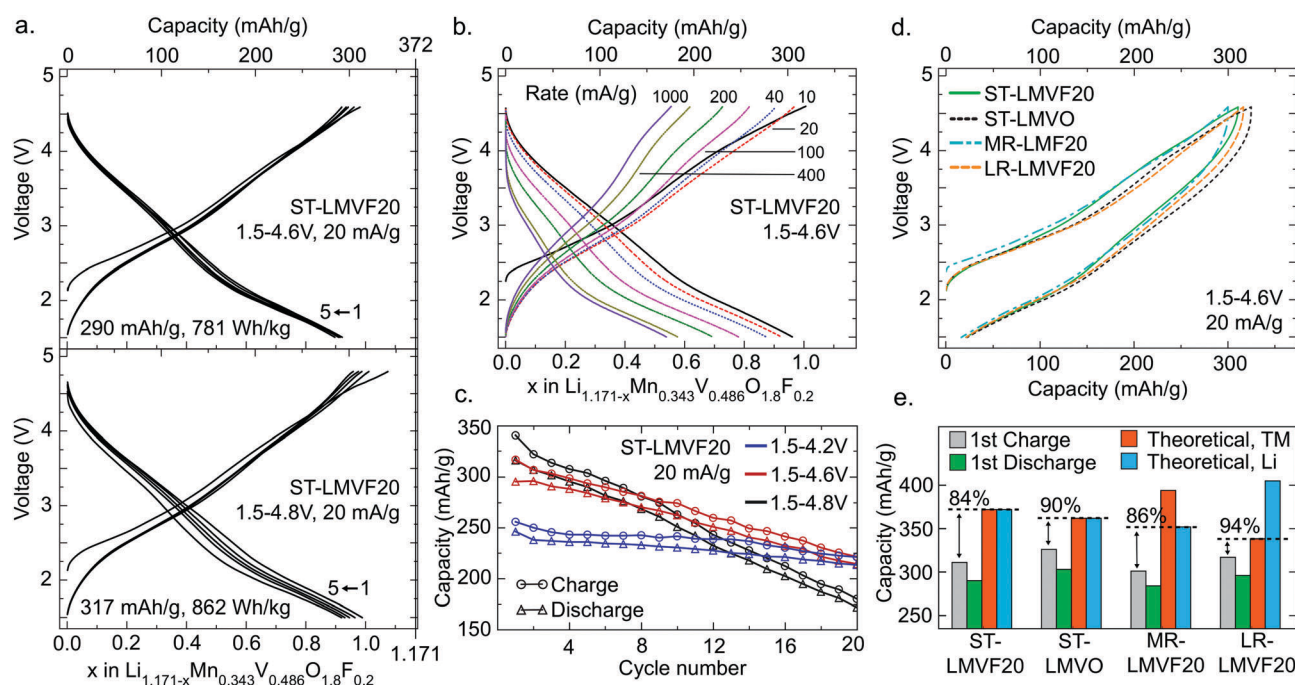 a.
Capacity (mAh/g)
0 100 200 300 372
5
4
3
2
Voltage (V)
ST-LMVF20
1.5-4.6V, 20 mA/g
5←1
290 mAh/g, 781 Wh/kg
5
4
3
2
Voltage (V)
ST-LMVF20
1.5-4.8V, 20 mA/g
5←1
317 mAh/g, 862 Wh/kg
0.0 0.2 0.4 0.6 0.8 1.0 1.171
x in Li1.171-xMn0.343V0.486O1.8F0.2
b.
Capacity (mAh/g)
0 100 200 300
5
4
3
2
Voltage (V)
Rate (mA/g)
1000 200 40 10
20
100
400
ST-LMVF20
1.5-4.6V
0.0 0.2 0.4 0.6 0.8 1.0
x in Li1.171-xMn0.343V0.486O1.8F0.2
c.
350
300
250
200
150
Capacity (mAh/g)
ST-LMVF20
20 mA/g
1.5-4.2V
1.5-4.6V
1.5-4.8V
Charge
Discharge
4 8 12 16 20
Cycle number
d.
Capacity (mAh/g)
0 100 200 300
5
4
3
2
Voltage (V)
ST-LMVF20
ST-LMVO
MR-LMF20
LR-LMVF20
1.5-4.6V
20 mA/g
0 100 200 300
Capacity (mAh/g)
e.
1st Charge
1st Discharge
Theoretical, TM
Theoretical, Li
400
350
300
250
Capacity (mAh/g)
84%
90%
86%
94%
ST-
LMVF20
ST-
LMVO
MR-
LMVF20
LR-
LMVF20